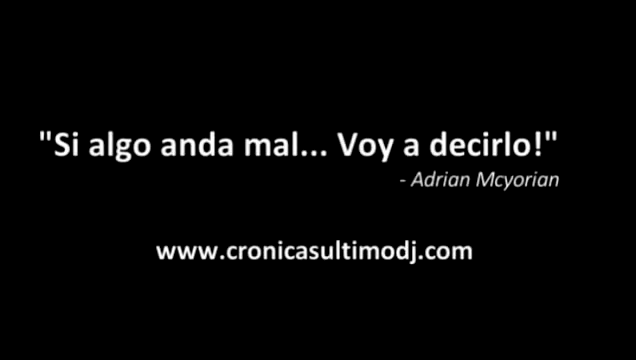 "Si algo anda mal... Voy a decirlo!"
- Adrian Mcyorian
www.cronicasultimodj.com